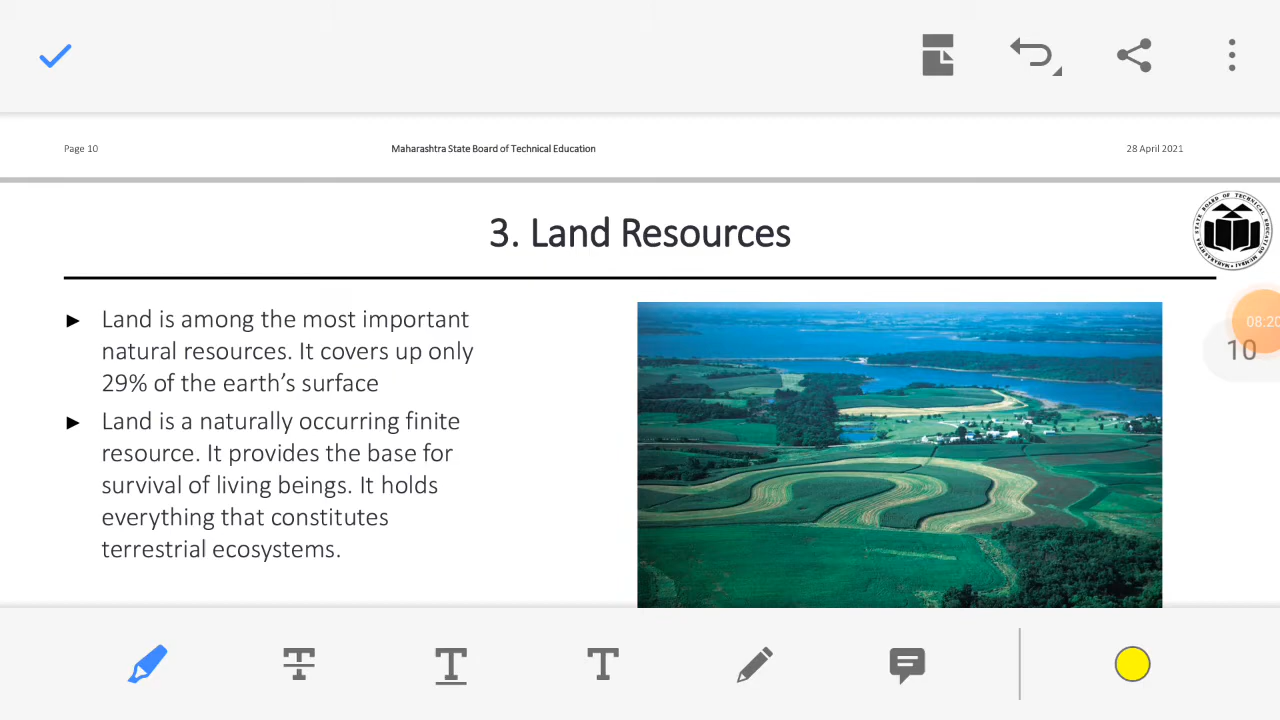 Page 10
Maharashtra State Board of Technical Education
28 April 2021
3. Land Resources
► Land is among the most important
natural resources. It covers up only
29% of the earth's surface
► Land is a naturally occurring finite
resource. It provides the base for
survival of living beings. It holds
everything that constitutes
terrestrial ecosystems.
08:20
10
T
T
T